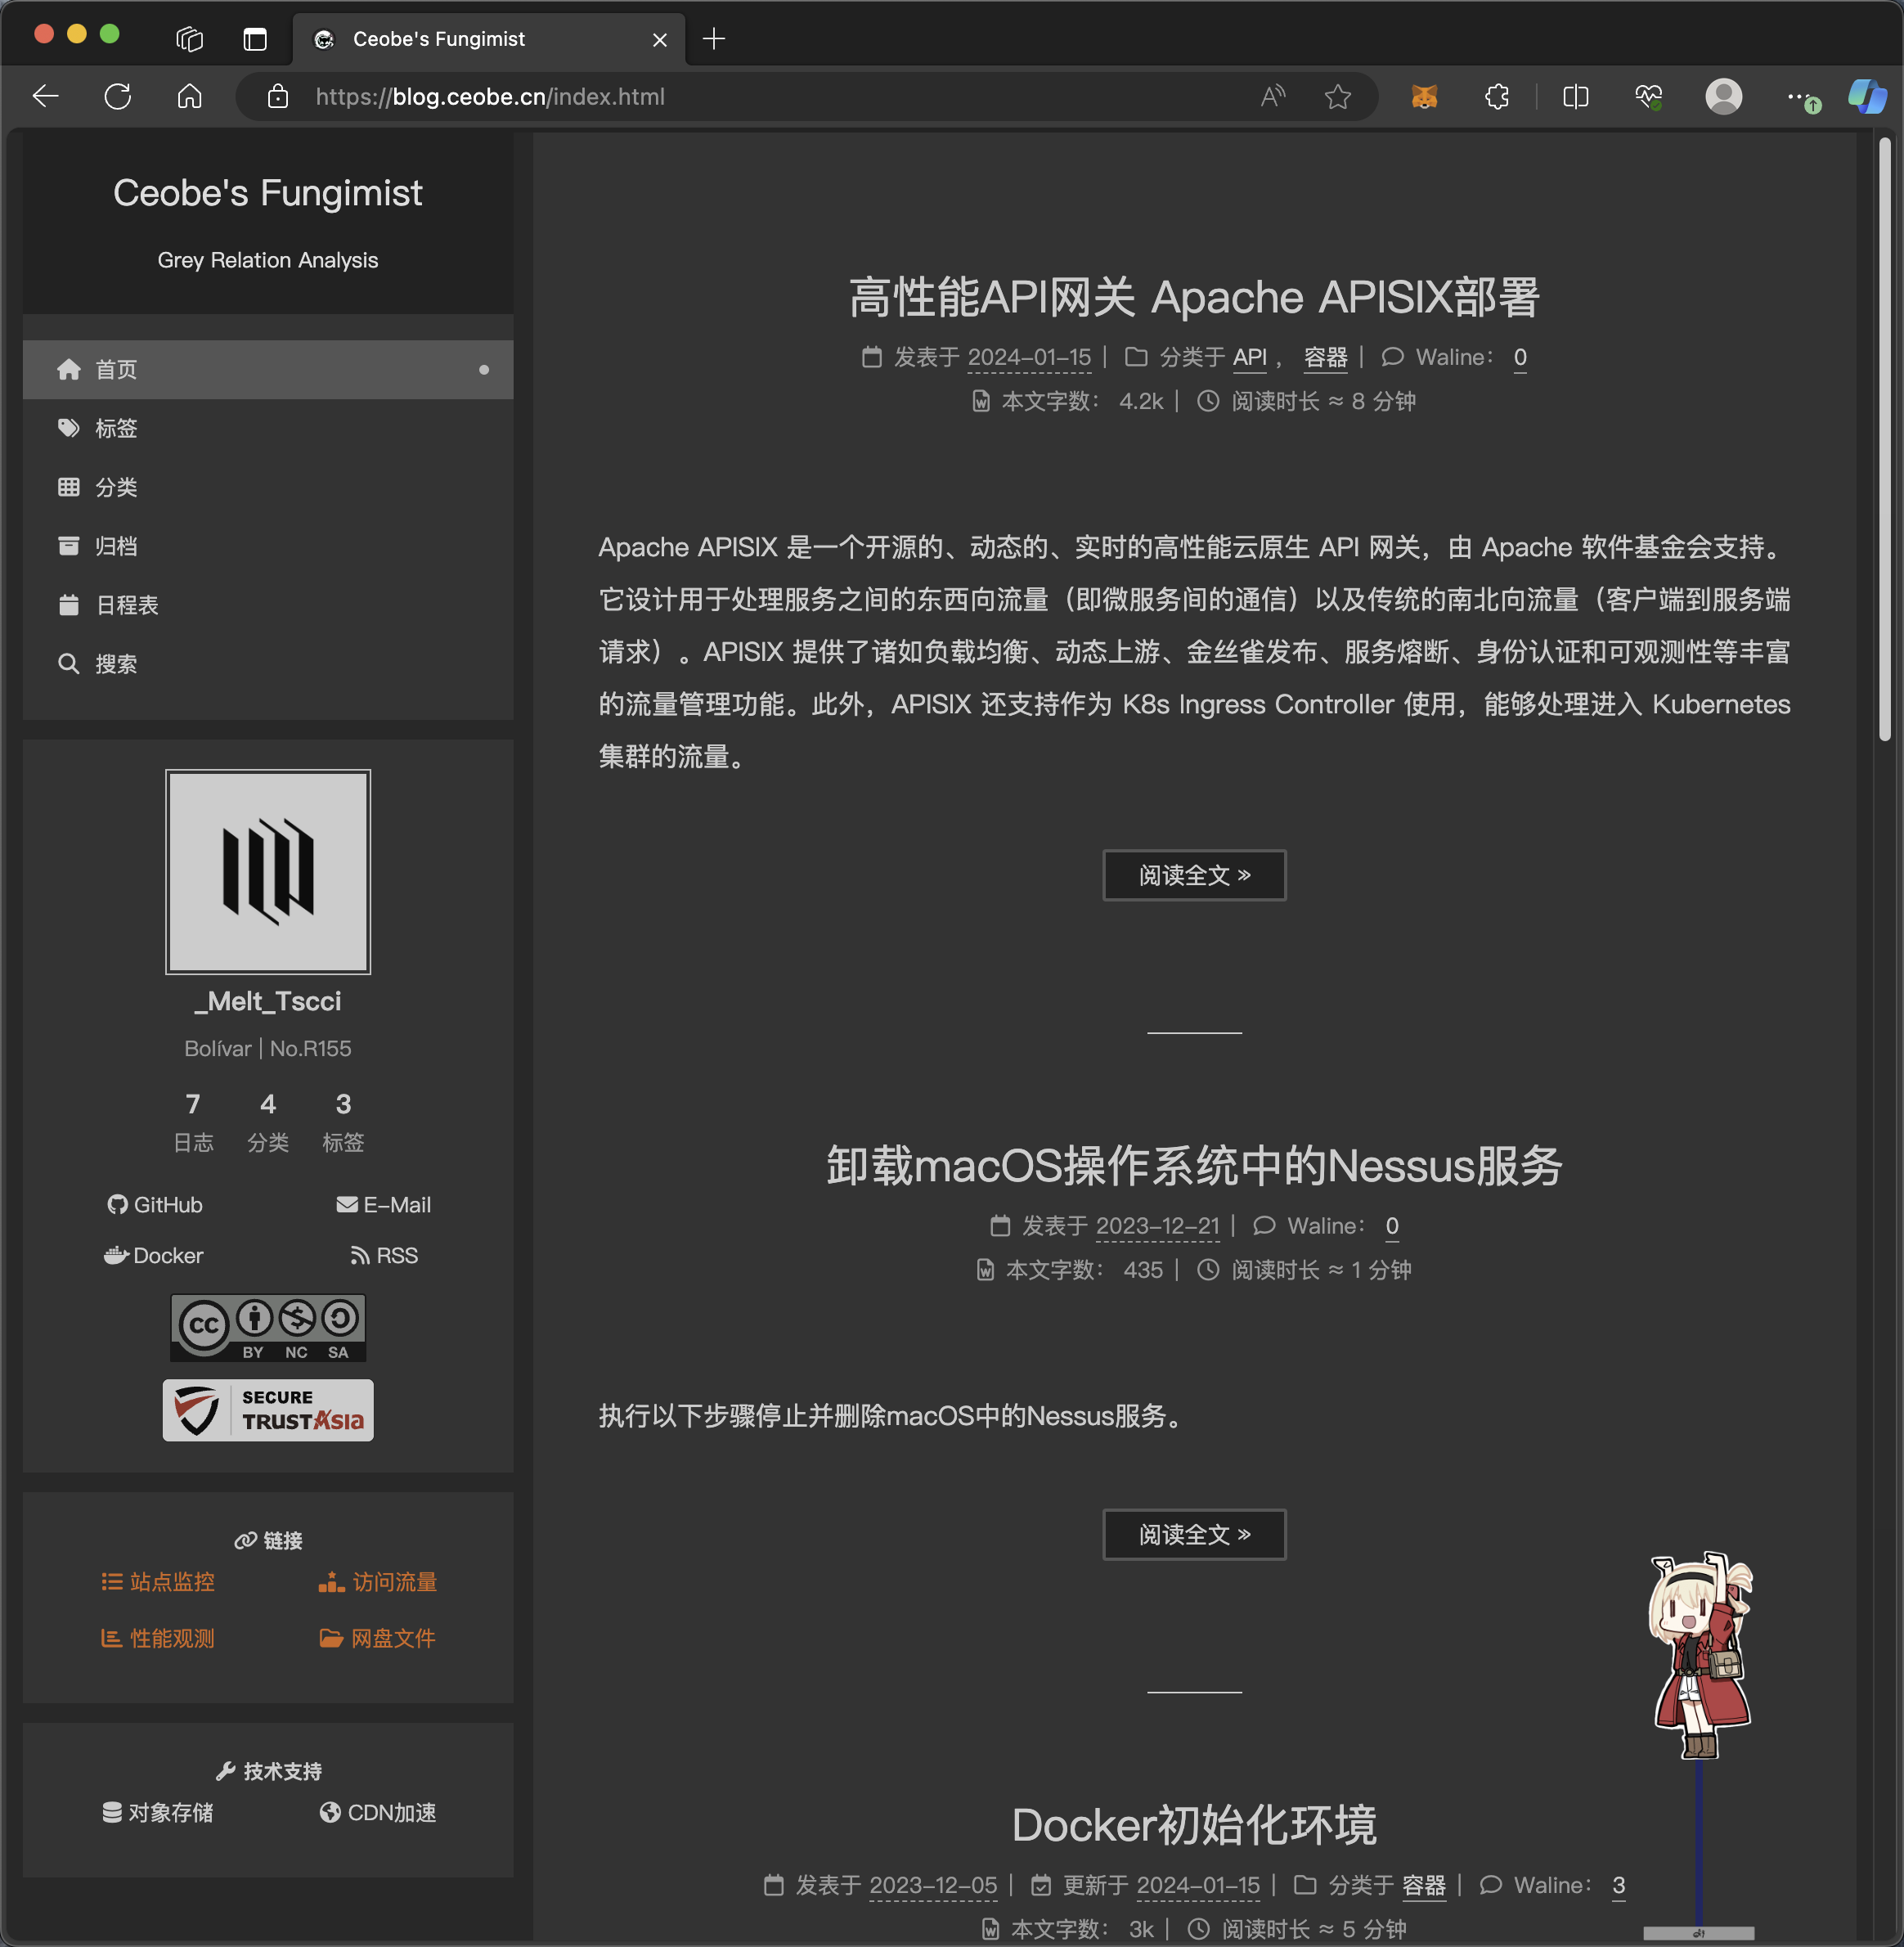 Ceobe's Fungimist
https://blog.ceobe.cn/index.html
Ceobe's Fungimist
Grey Relation Analysis
首页
标签
分类
归档
日程表
搜索
_Melt_Tscci
Bolívar | No.R155
7 4 3
日志 分类 标签
GitHub E-Mail
Docker RSS
CC BY NC SA
SECURE
TRUSTAsia
链接
站点监控 访问流量
性能观测 网盘文件
技术支持
对象存储 CDN加速
高性能API网关 Apache APISIX部署
发表于 2024-01-15 | 分类于 API ， 容器 | Waline： 0
本文字数： 4.2k | 阅读时长 ≈ 8 分钟
Apache APISIX 是一个开源的、动态的、实时的高性能云原生 API 网关，由 Apache 软件基金会支持。
它设计用于处理服务之间的东西向流量（即微服务间的通信）以及传统的南北向流量（客户端到服务端
请求）。APISIX 提供了诸如负载均衡、动态上游、金丝雀发布、服务熔断、身份认证和可观测性等丰富
的流量管理功能。此外，APISIX 还支持作为 K8s Ingress Controller 使用，能够处理进入 Kubernetes
集群的流量。
阅读全文 »
卸载macOS操作系统中的Nessus服务
发表于 2023-12-21 | Waline： 0
本文字数： 435 | 阅读时长 ≈ 1 分钟
执行以下步骤停止并删除macOS中的Nessus服务。
阅读全文 »
Docker初始化环境
发表于 2023-12-05 | 更新于 2024-01-15 | 分类于 容器 | Waline： 3
本文字数： 3k | 阅读时长 ≈ 5 分钟